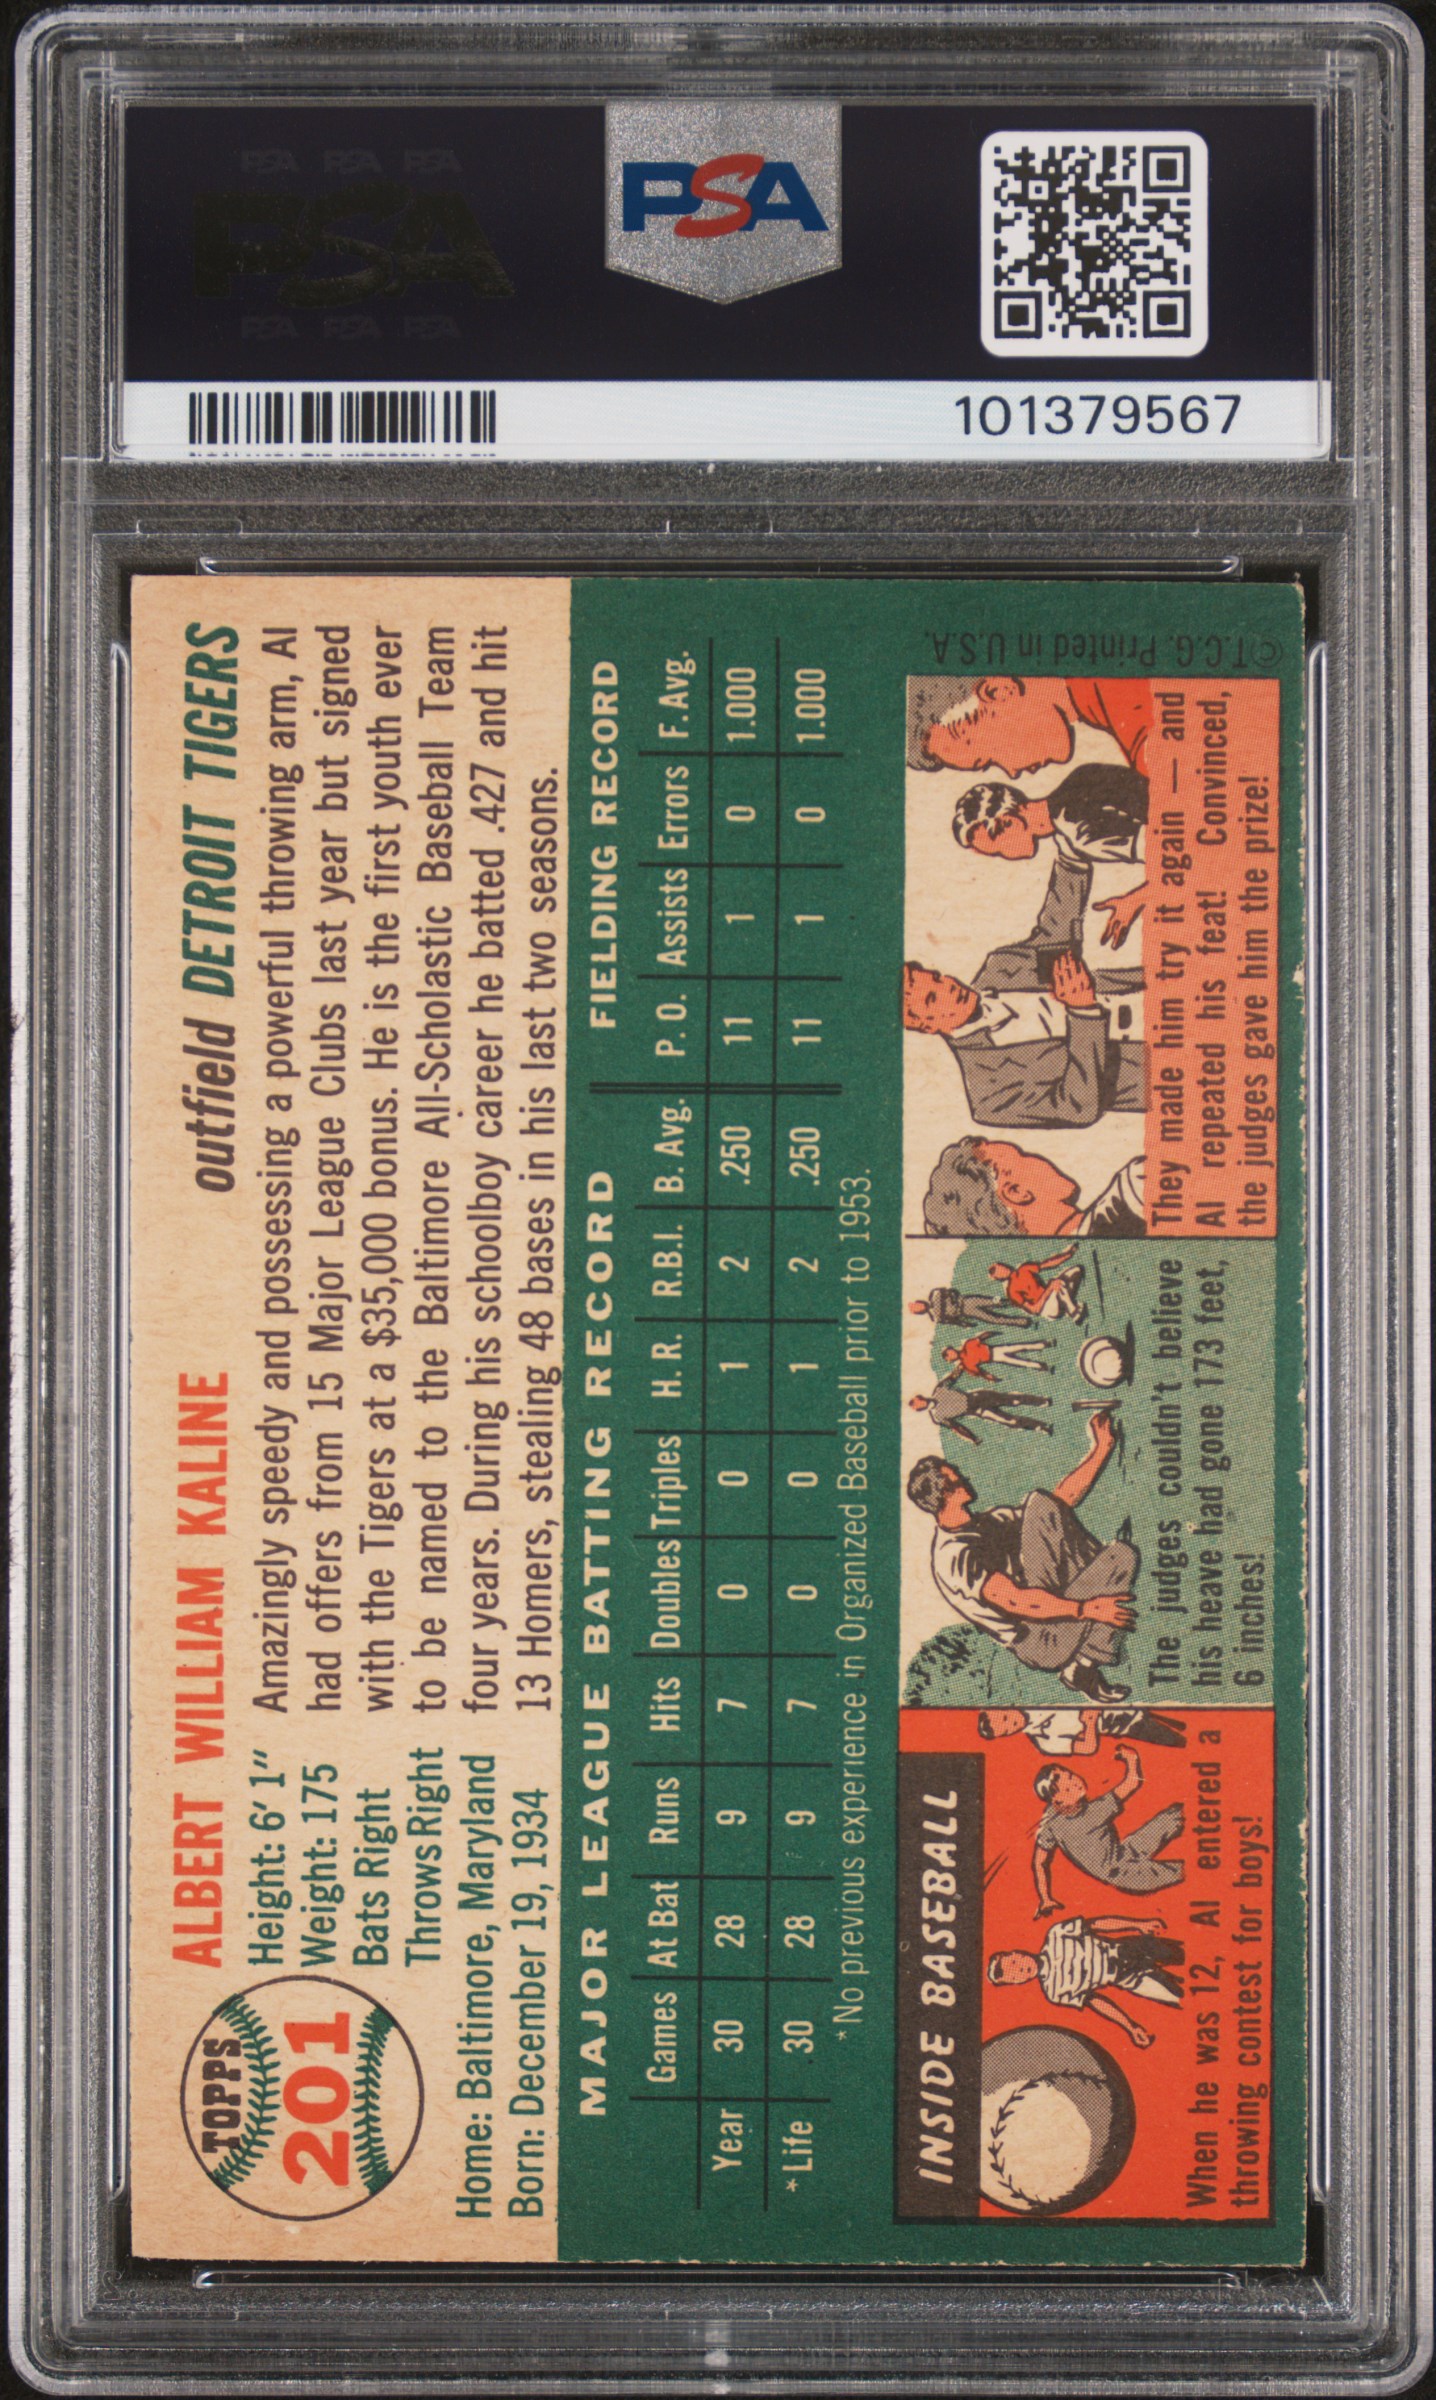 PSA PSA PSA
PSA
PSA PSA PSA
PSA
101379567
TOPPS
201
ALBERT WILLIAM KALINE
outfield DETROIT TIGERS
Height: 6' 1"
Weight: 175
Bats Right
Throws Right
Home: Baltimore, Maryland
Born: December 19, 1934
Amazingly speedy and possessing a powerful throwing arm, Al
had offers from 15 Major League Clubs last year but signed
with the Tigers at a $35,000 bonus. He is the first youth ever
to be named to the Baltimore All-Scholastic Baseball Team
four years. During his schoolboy career he batted .427 and hit
13 Homers, stealing 48 bases in his last two seasons.
MAJOR LEAGUE BATTING RECORD FIELDING RECORD
Games At Bat Runs Hits Doubles Triples H. R. R.B.I. B. Avg. P. O. Assists Errors F. Avg.
Year 30 28 9 7 0 0 1 2 .250 11 1 0 1.000
*Life 30 28 9 7 0 0 1 2 .250 11 1 0 1.000
*No previous experience in Organized Baseball prior to 1953.
INSIDE BASEBALL
When he was 12, Al entered a
throwing contest for boys!
The judges couldn't believe
his heave had gone 173 feet,
6 inches!
They made him try it again — and
Al repeated his feat! Convinced,
the judges gave him the prize!
©T.C.G. Printed in U.S.A.